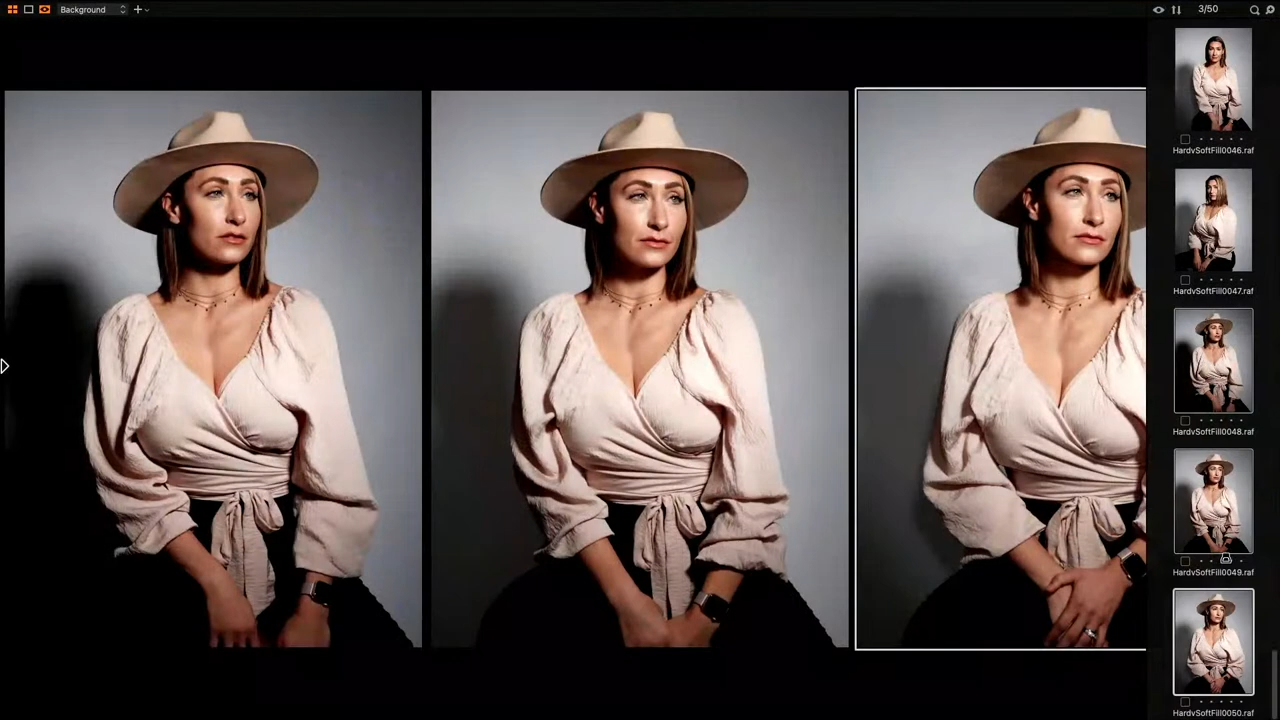 Background
3/50
HardvSoftFill0046.raf
HardvSoftFill0047.raf
HardvSoftFill0048.raf
HardvSoftFill0049.raf
HardvSoftFill0050.raf